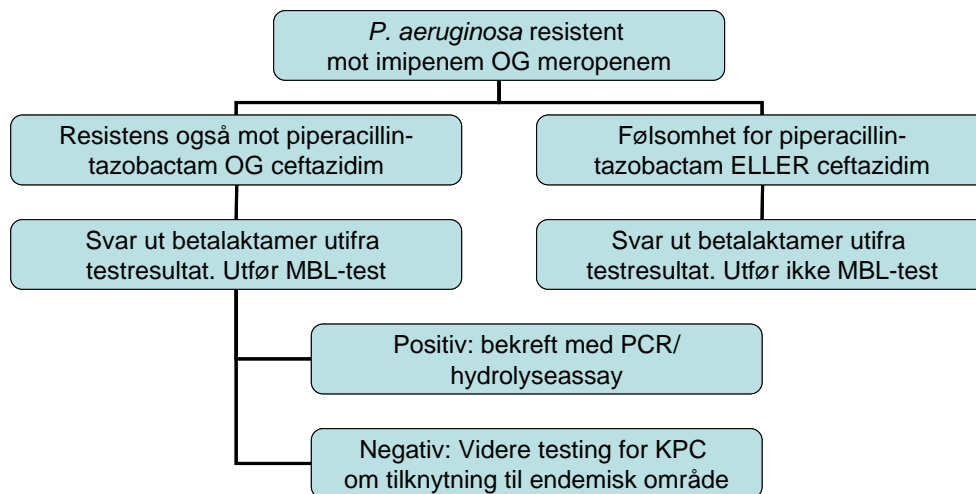 P. aeruginosa resistent
mot imipenem OG meropenem
Resistens også mot piperacillin-
tazobactam OG ceftazidim
Følsomhet for piperacillin-
tazobactam ELLER ceftazidim
Svar ut betalaktamer utifra
testresultat. Utfør MBL-test
Svar ut betalaktamer utifra
testresultat. Utfør ikke MBL-test
Positiv: bekreft med PCR/
hydrolyseassay
Negativ: Videre testing for KPC
om tilknytning til endemisk område